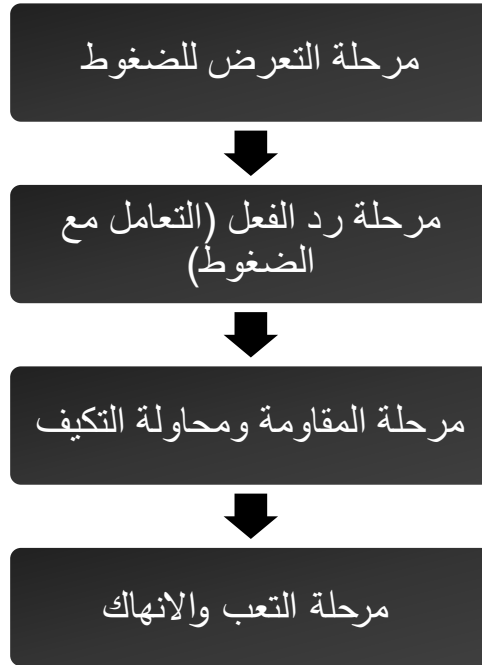 مرحلة التعرض للضغوط
مرحلة رد الفعل (التعامل مع
الضغوط)
مرحلة المقاومة ومحاولة التكيف
مرحلة التعب والانهاك